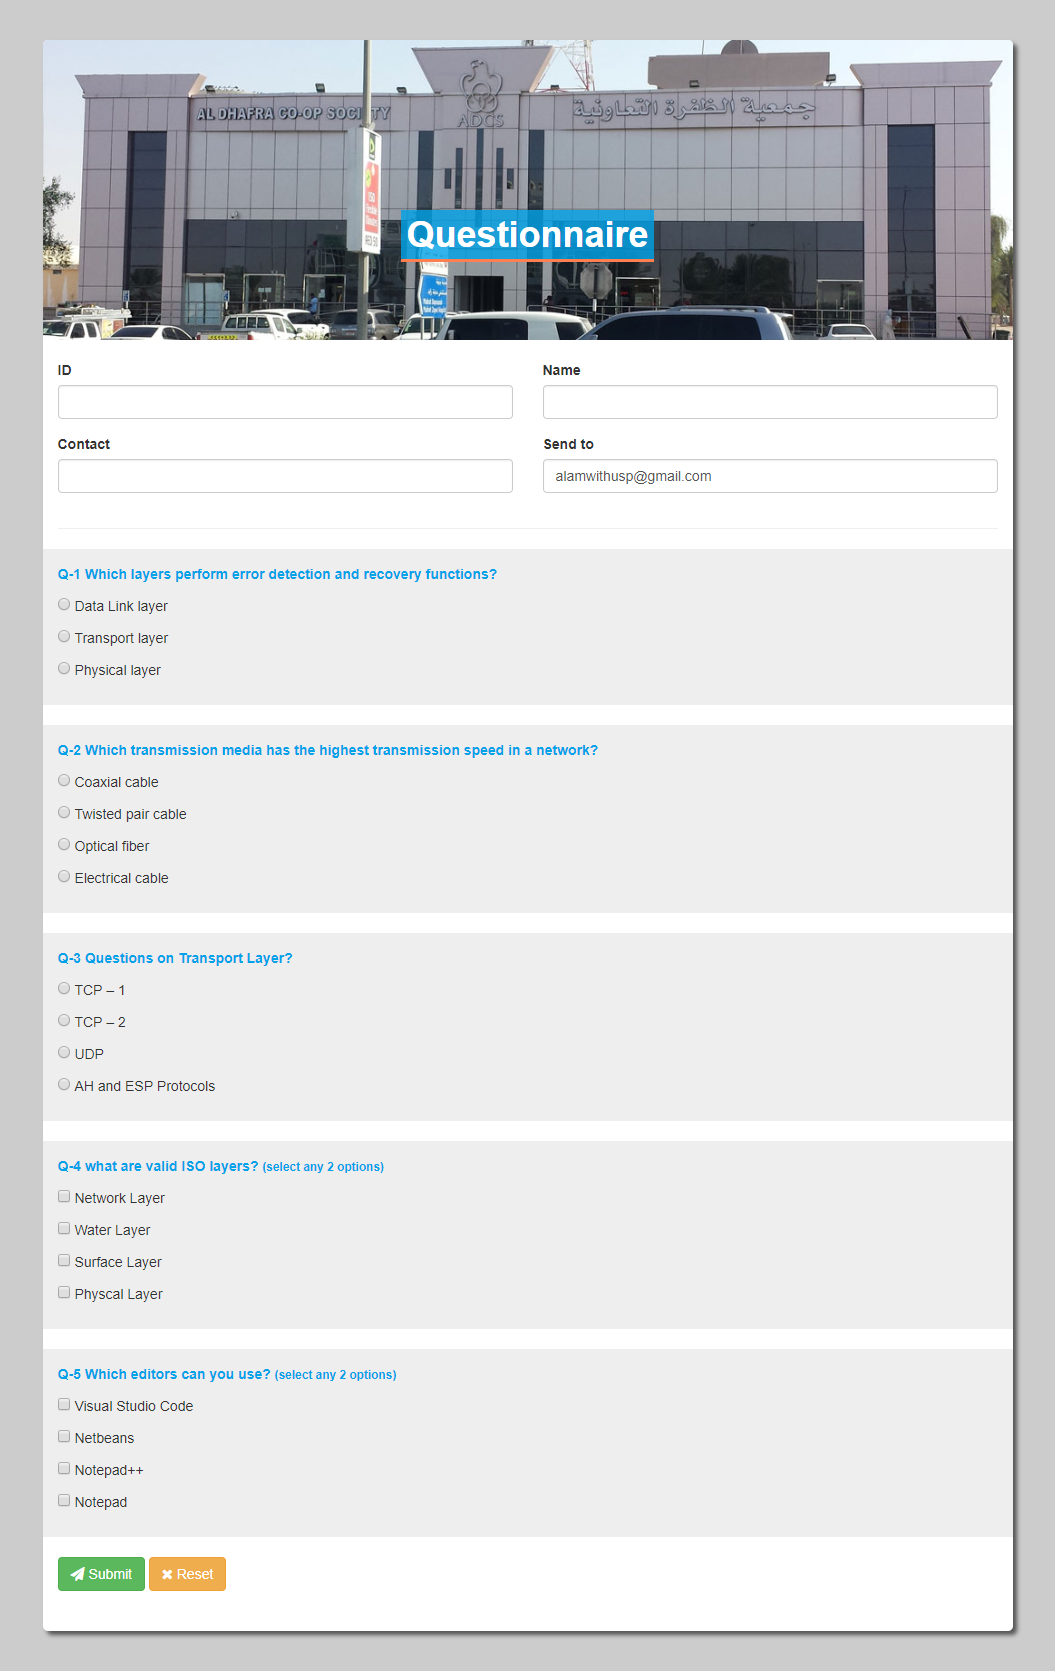 AL DHAFRA CO-OP SOCIETY
ADCS
جمعية الظفرة التعاونية
Questionnaire
ID
Name
Contact
Send to
alamwithusp@gmail.com
Q-1 Which layers perform error detection and recovery functions?
Data Link layer
Transport layer
Physical layer
Q-2 Which transmission media has the highest transmission speed in a network?
Coaxial cable
Twisted pair cable
Optical fiber
Electrical cable
Q-3 Questions on Transport Layer?
TCP – 1
TCP – 2
UDP
AH and ESP Protocols
Q-4 what are valid ISO layers? (select any 2 options)
Network Layer
Water Layer
Surface Layer
Physcal Layer
Q-5 Which editors can you use? (select any 2 options)
Visual Studio Code
Netbeans
Notepad++
Notepad
Submit
Reset